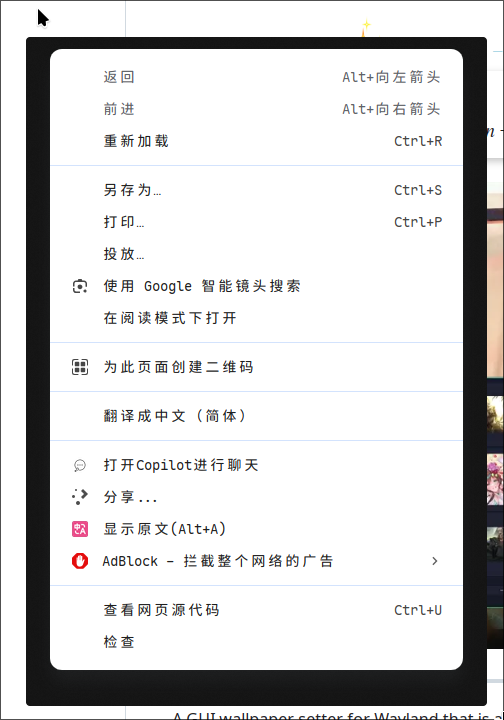 返回 Alt+向左箭头
前进 Alt+向右箭头
重新加载 Ctrl+R
另存为… Ctrl+S
打印… Ctrl+P
投放…
使用 Google 智能镜头搜索
在阅读模式下打开
为此页面创建二维码
翻译成中文（简体）
打开Copilot进行聊天
分享...
显示原文(Alt+A)
AdBlock – 拦截整个网络的广告
查看网页源代码 Ctrl+U
检查
A GUI wallpaper setter for Wayland that is a